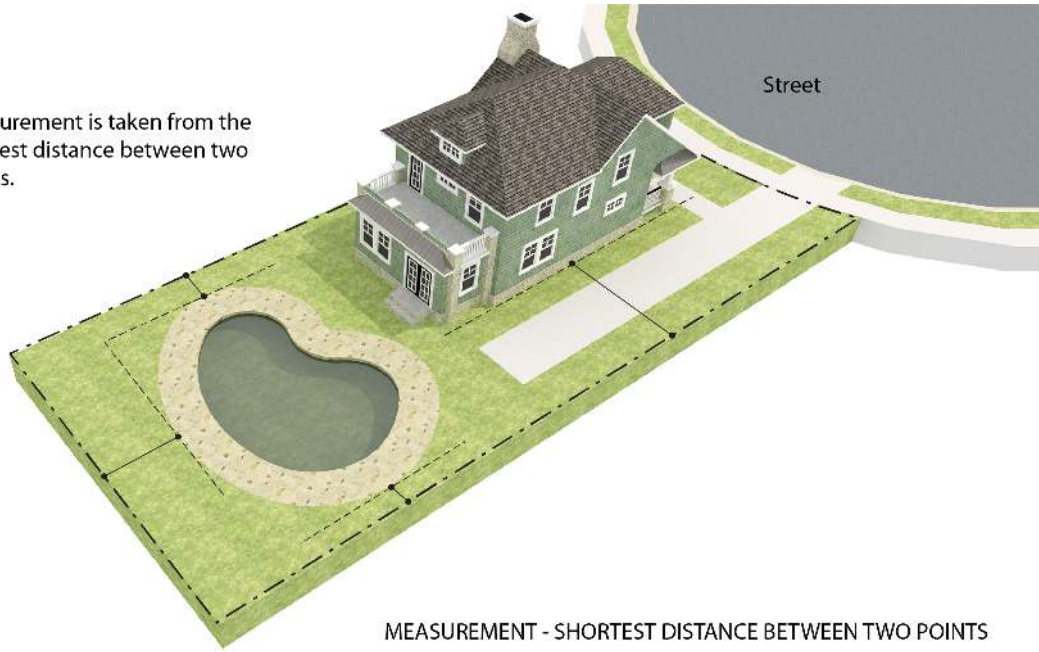 urement is taken from the
est distance between two
s.
Street
MEASUREMENT - SHORTEST DISTANCE BETWEEN TWO POINTS